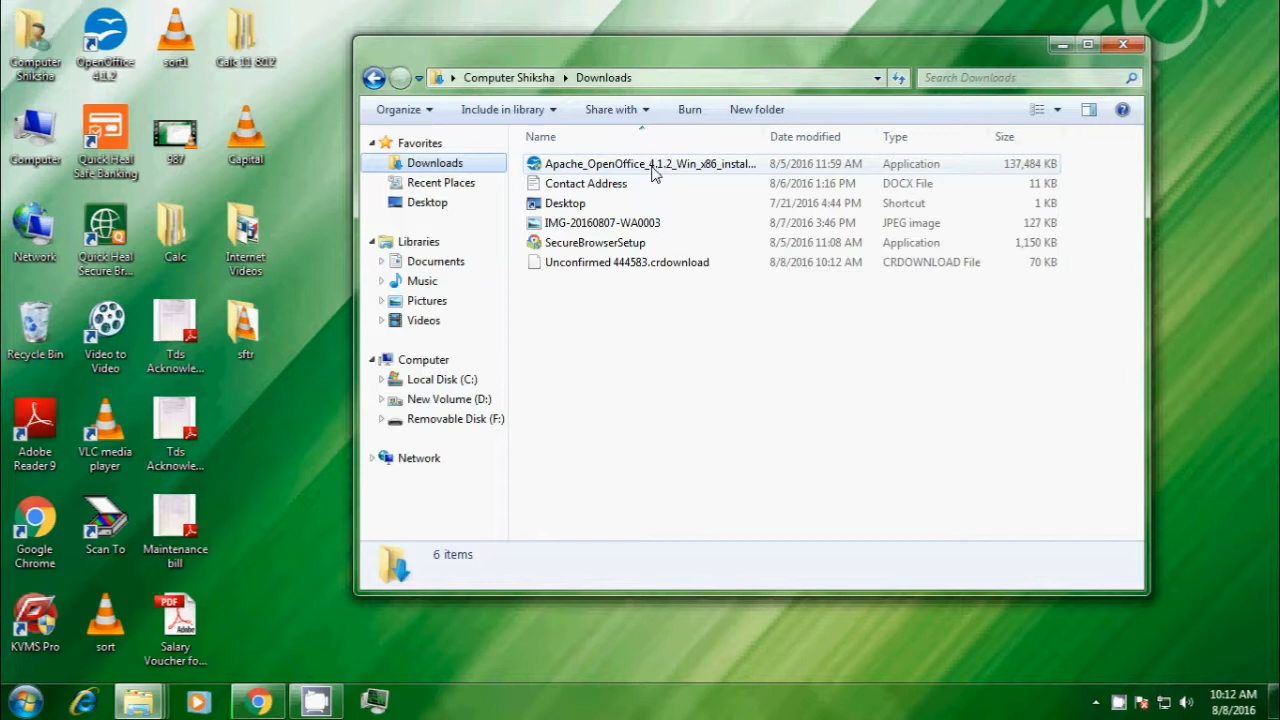 Computer Shiksha
OpenOffice 4.1.2
sort1
Calc 11 8\12
Computer
Quick Heal Safe Banking
987
Capital
Network
Quick Heal Secure Br...
Calc
Internet Videos
Recycle Bin
Video to Video
Tds Acknowle...
sftr
Adobe Reader 9
VLC media player
Tds Acknowle...
Google Chrome
Scan To
Maintenance bill
KVMS Pro
sort
PDF
Adobe
Salary Voucher fo...
Computer Shiksha
Downloads
Search Downloads
Organize
Include in library
Share with
Burn
New folder
Favorites
Downloads
Recent Places
Desktop
Libraries
Documents
Music
Pictures
Videos
Computer
Local Disk (C:)
New Volume (D:)
Removable Disk (F:)
Network
Name Date modified Type Size
Apache_OpenOffice_4.1.2_Win_x86_instal... 8/5/2016 11:59 AM Application 137,484 KB
Contact Address 8/6/2016 1:16 PM DOCX File 11 KB
Desktop 7/21/2016 4:44 PM Shortcut 1 KB
IMG-20160807-WA0003 8/7/2016 3:46 PM JPEG image 127 KB
SecureBrowserSetup 8/5/2016 11:08 AM Application 1,150 KB
Unconfirmed 444583.crdownload 8/8/2016 10:12 AM CRDOWNLOAD File 70 KB
6 items
10:12 AM
8/8/2016